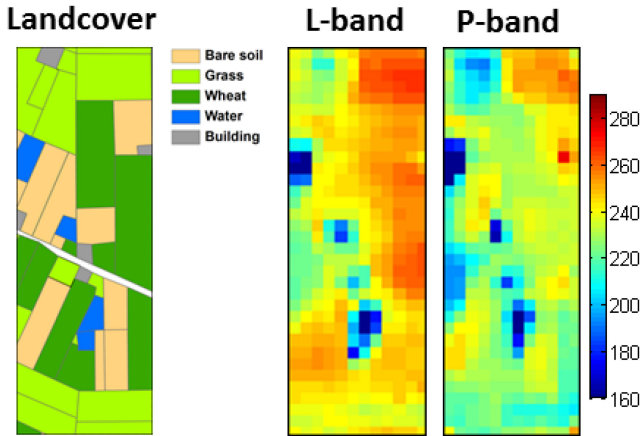 Landcover
L-band
P-band
Bare soil
Grass
Wheat
Water
Building
280
260
240
220
200
180
160